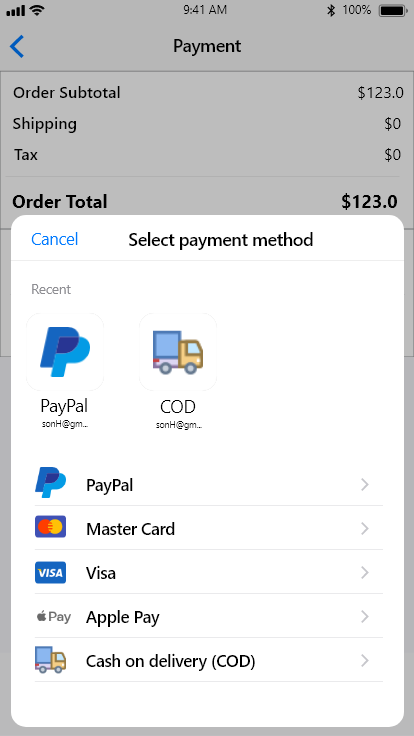 9:41 AM 100%
Payment
Order Subtotal $123.0
Shipping $0
Tax $0
Order Total $123.0
Cancel Select payment method
Recent
PayPal COD
sonH@gm... sonH@gm...
PayPal
Master Card
VISA Visa
Pay Apple Pay
Cash on delivery (COD)